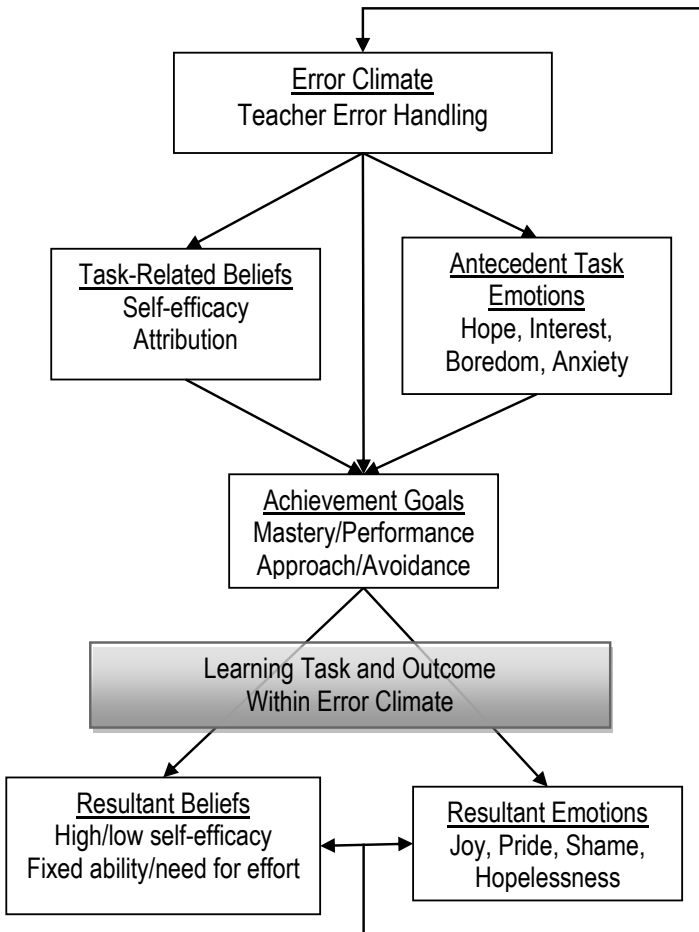 Error Climate
Teacher Error Handling
Task-Related Beliefs
Self-efficacy
Attribution
Antecedent Task
Emotions
Hope, Interest,
Boredom, Anxiety
Achievement Goals
Mastery/Performance
Approach/Avoidance
Learning Task and Outcome
Within Error Climate
Resultant Beliefs
High/low self-efficacy
Fixed ability/need for effort
Resultant Emotions
Joy, Pride, Shame,
Hopelessness